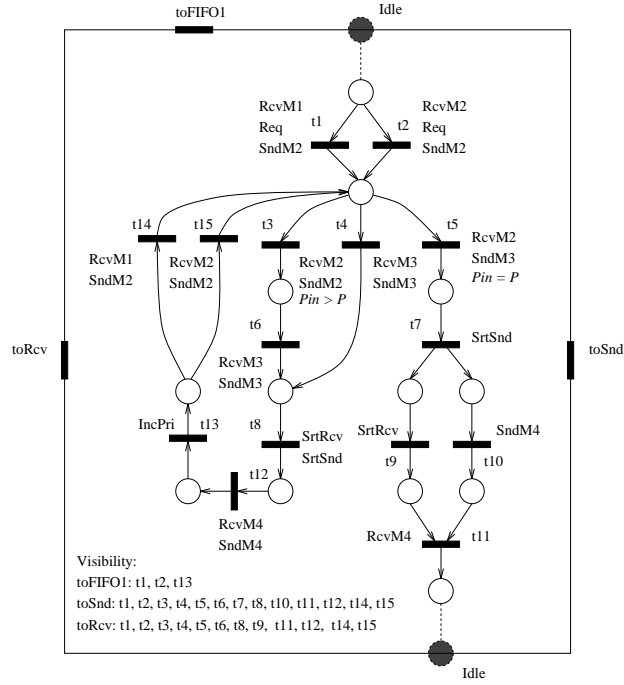 toFIFO1
Idle
RcvM1
Req
SndM2
t1
t2
RcvM2
Req
SndM2
t14
t15
t3
t4
t5
RcvM1
SndM2
RcvM2
SndM2
RcvM2
SndM2
Pin > P
RcvM3
SndM3
RcvM2
SndM3
Pin = P
toRcv
toSnd
t6
RcvM3
SndM3
t7
SrtSnd
IncPri
t13
t8
SrtRcv
SrtSnd
SrtRcv
t9
SndM4
t10
t12
RcvM4
SndM4
RcvM4
t11
Visibility:
toFIFO1: t1, t2, t13
toSnd: t1, t2, t3, t4, t5, t6, t7, t8, t10, t11, t12, t14, t15
toRcv: t1, t2, t3, t4, t5, t6, t8, t9, t11, t12, t14, t15
Idle